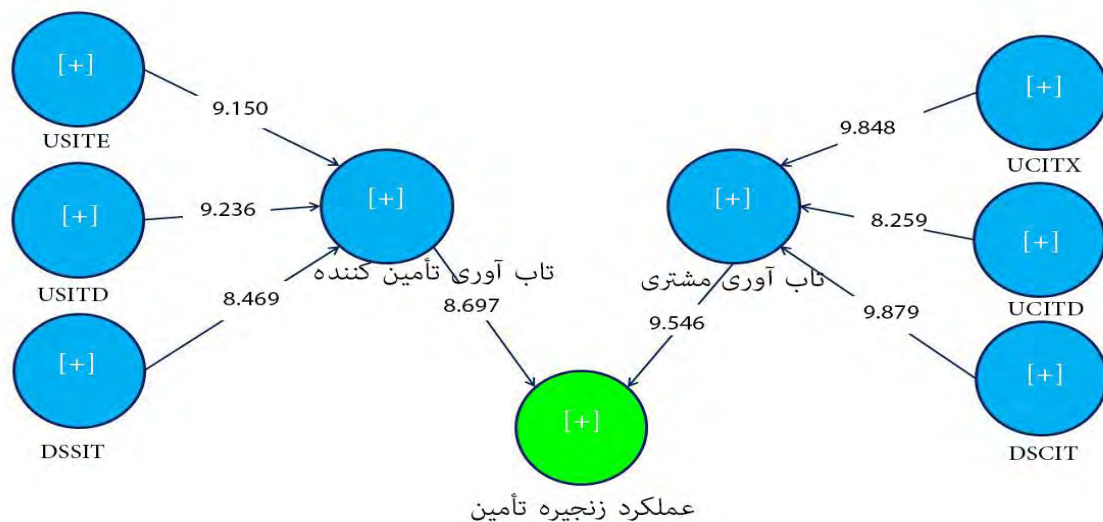 [+]
USITE
9.150
[+]
USITD
9.236
[+]
DSSIT
8.469
[+]
تاب آوری تأمین کننده
8.697
[+]
UCITX
9.848
[+]
UCITD
8.259
[+]
DSCIT
9.879
[+]
تاب آوری مشتری
9.546
[+]
عملکرد زنجیره تأمین